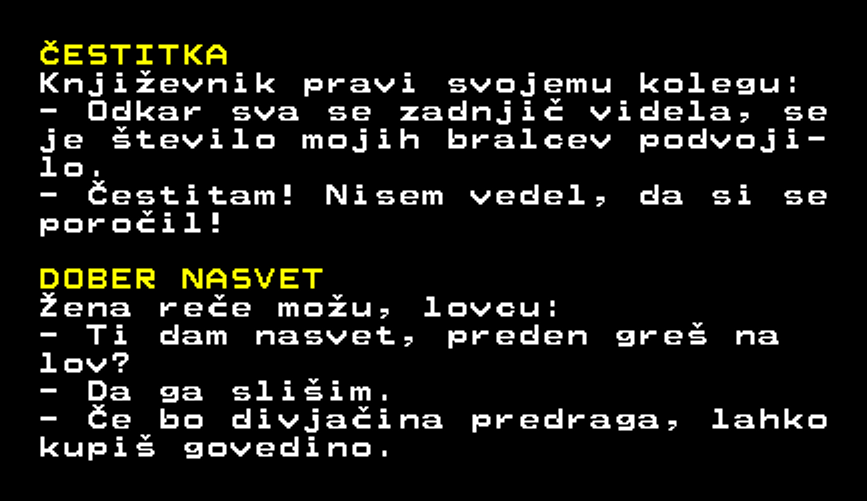 ČESTITKA
Književnik pravi svojemu kolegu:
- Odkar sva se zadnjič videla, se
je število mojih bralcev podvoji-
lo.
- Čestitam! Nisem vedel, da si se
poročil!
DOBER NASVET
Žena reče možu, lovcu:
- Ti dam nasvet, preden greš na
lov?
- Da ga slišim.
- Če bo divjačina predraga, lahko
kupiš govedino.